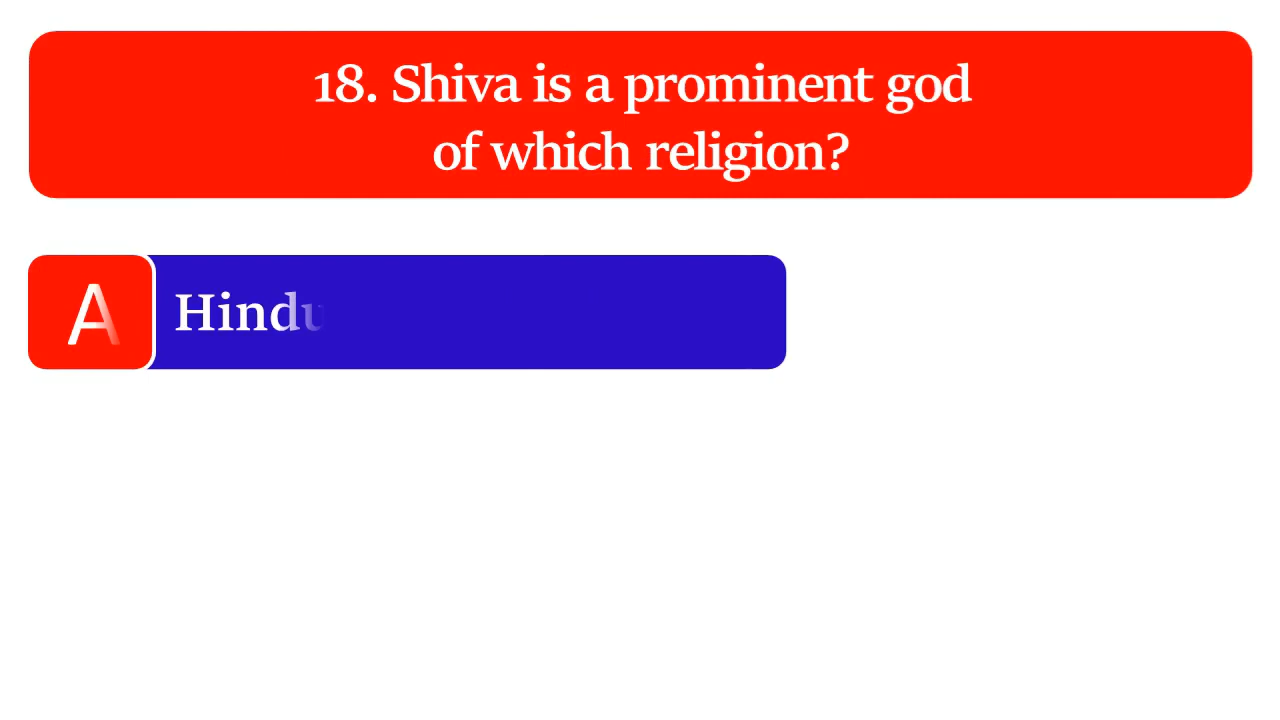 18. Shiva is a prominent god
of which religion?
A
Hindu